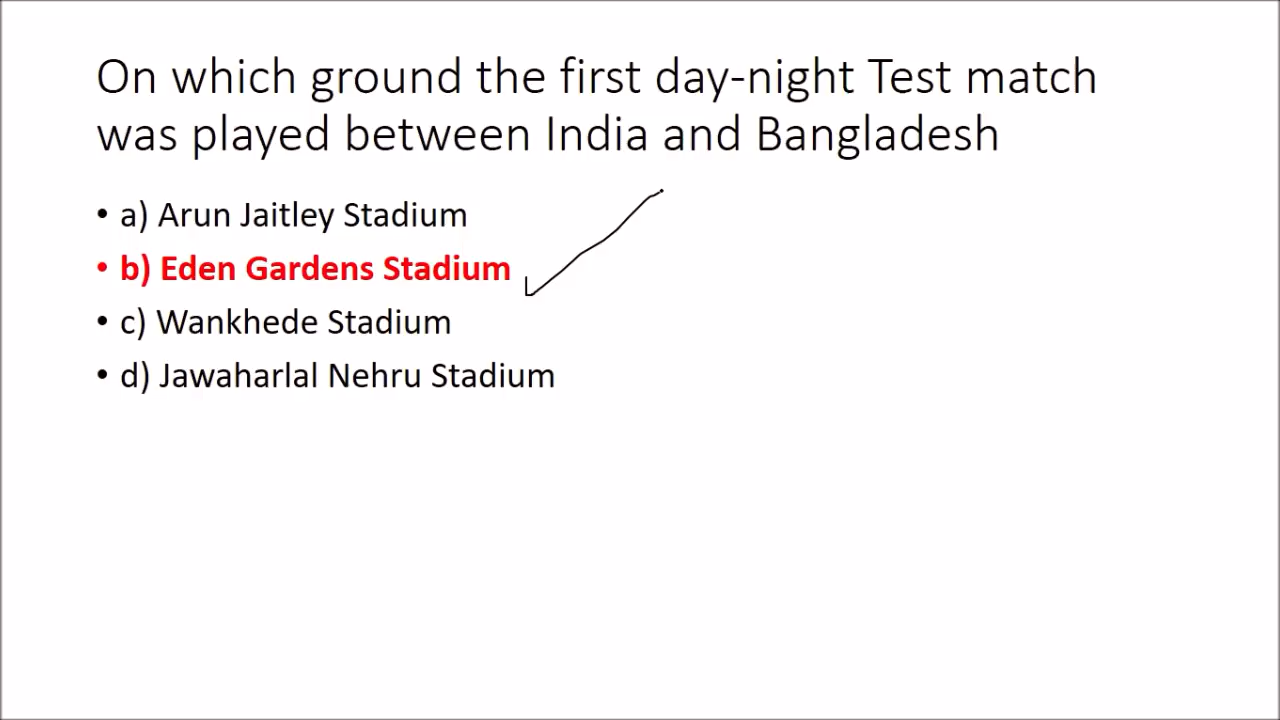 On which ground the first day-night Test match
was played between India and Bangladesh
• a) Arun Jaitley Stadium
• b) Eden Gardens Stadium
• c) Wankhede Stadium
• d) Jawaharlal Nehru Stadium